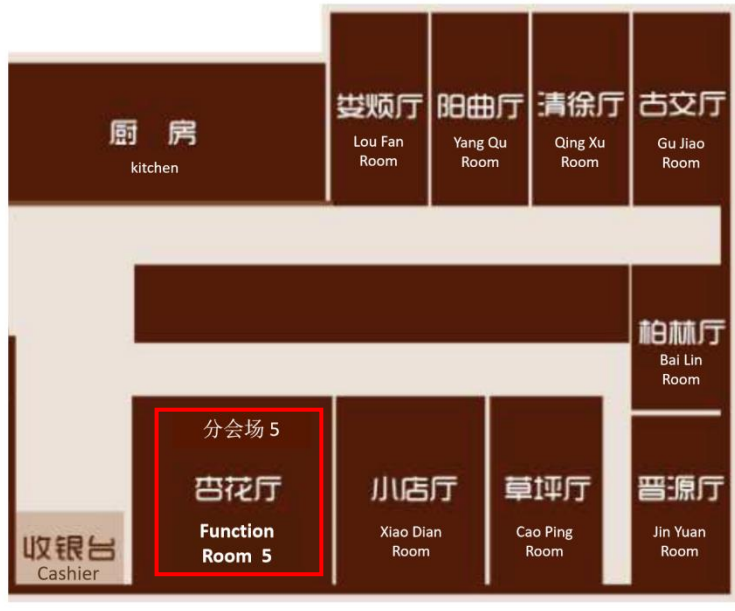 厨 房
kitchen
娄烦厅
Lou Fan
Room
阳曲厅
Yang Qu
Room
清徐厅
Qing Xu
Room
古交厅
Gu Jiao
Room
柏林厅
Bai Lin
Room
分会场 5
杏花厅
Function
Room 5
小店厅
Xiao Dian
Room
草坪厅
Cao Ping
Room
晋源厅
Jin Yuan
Room
收银台
Cashier